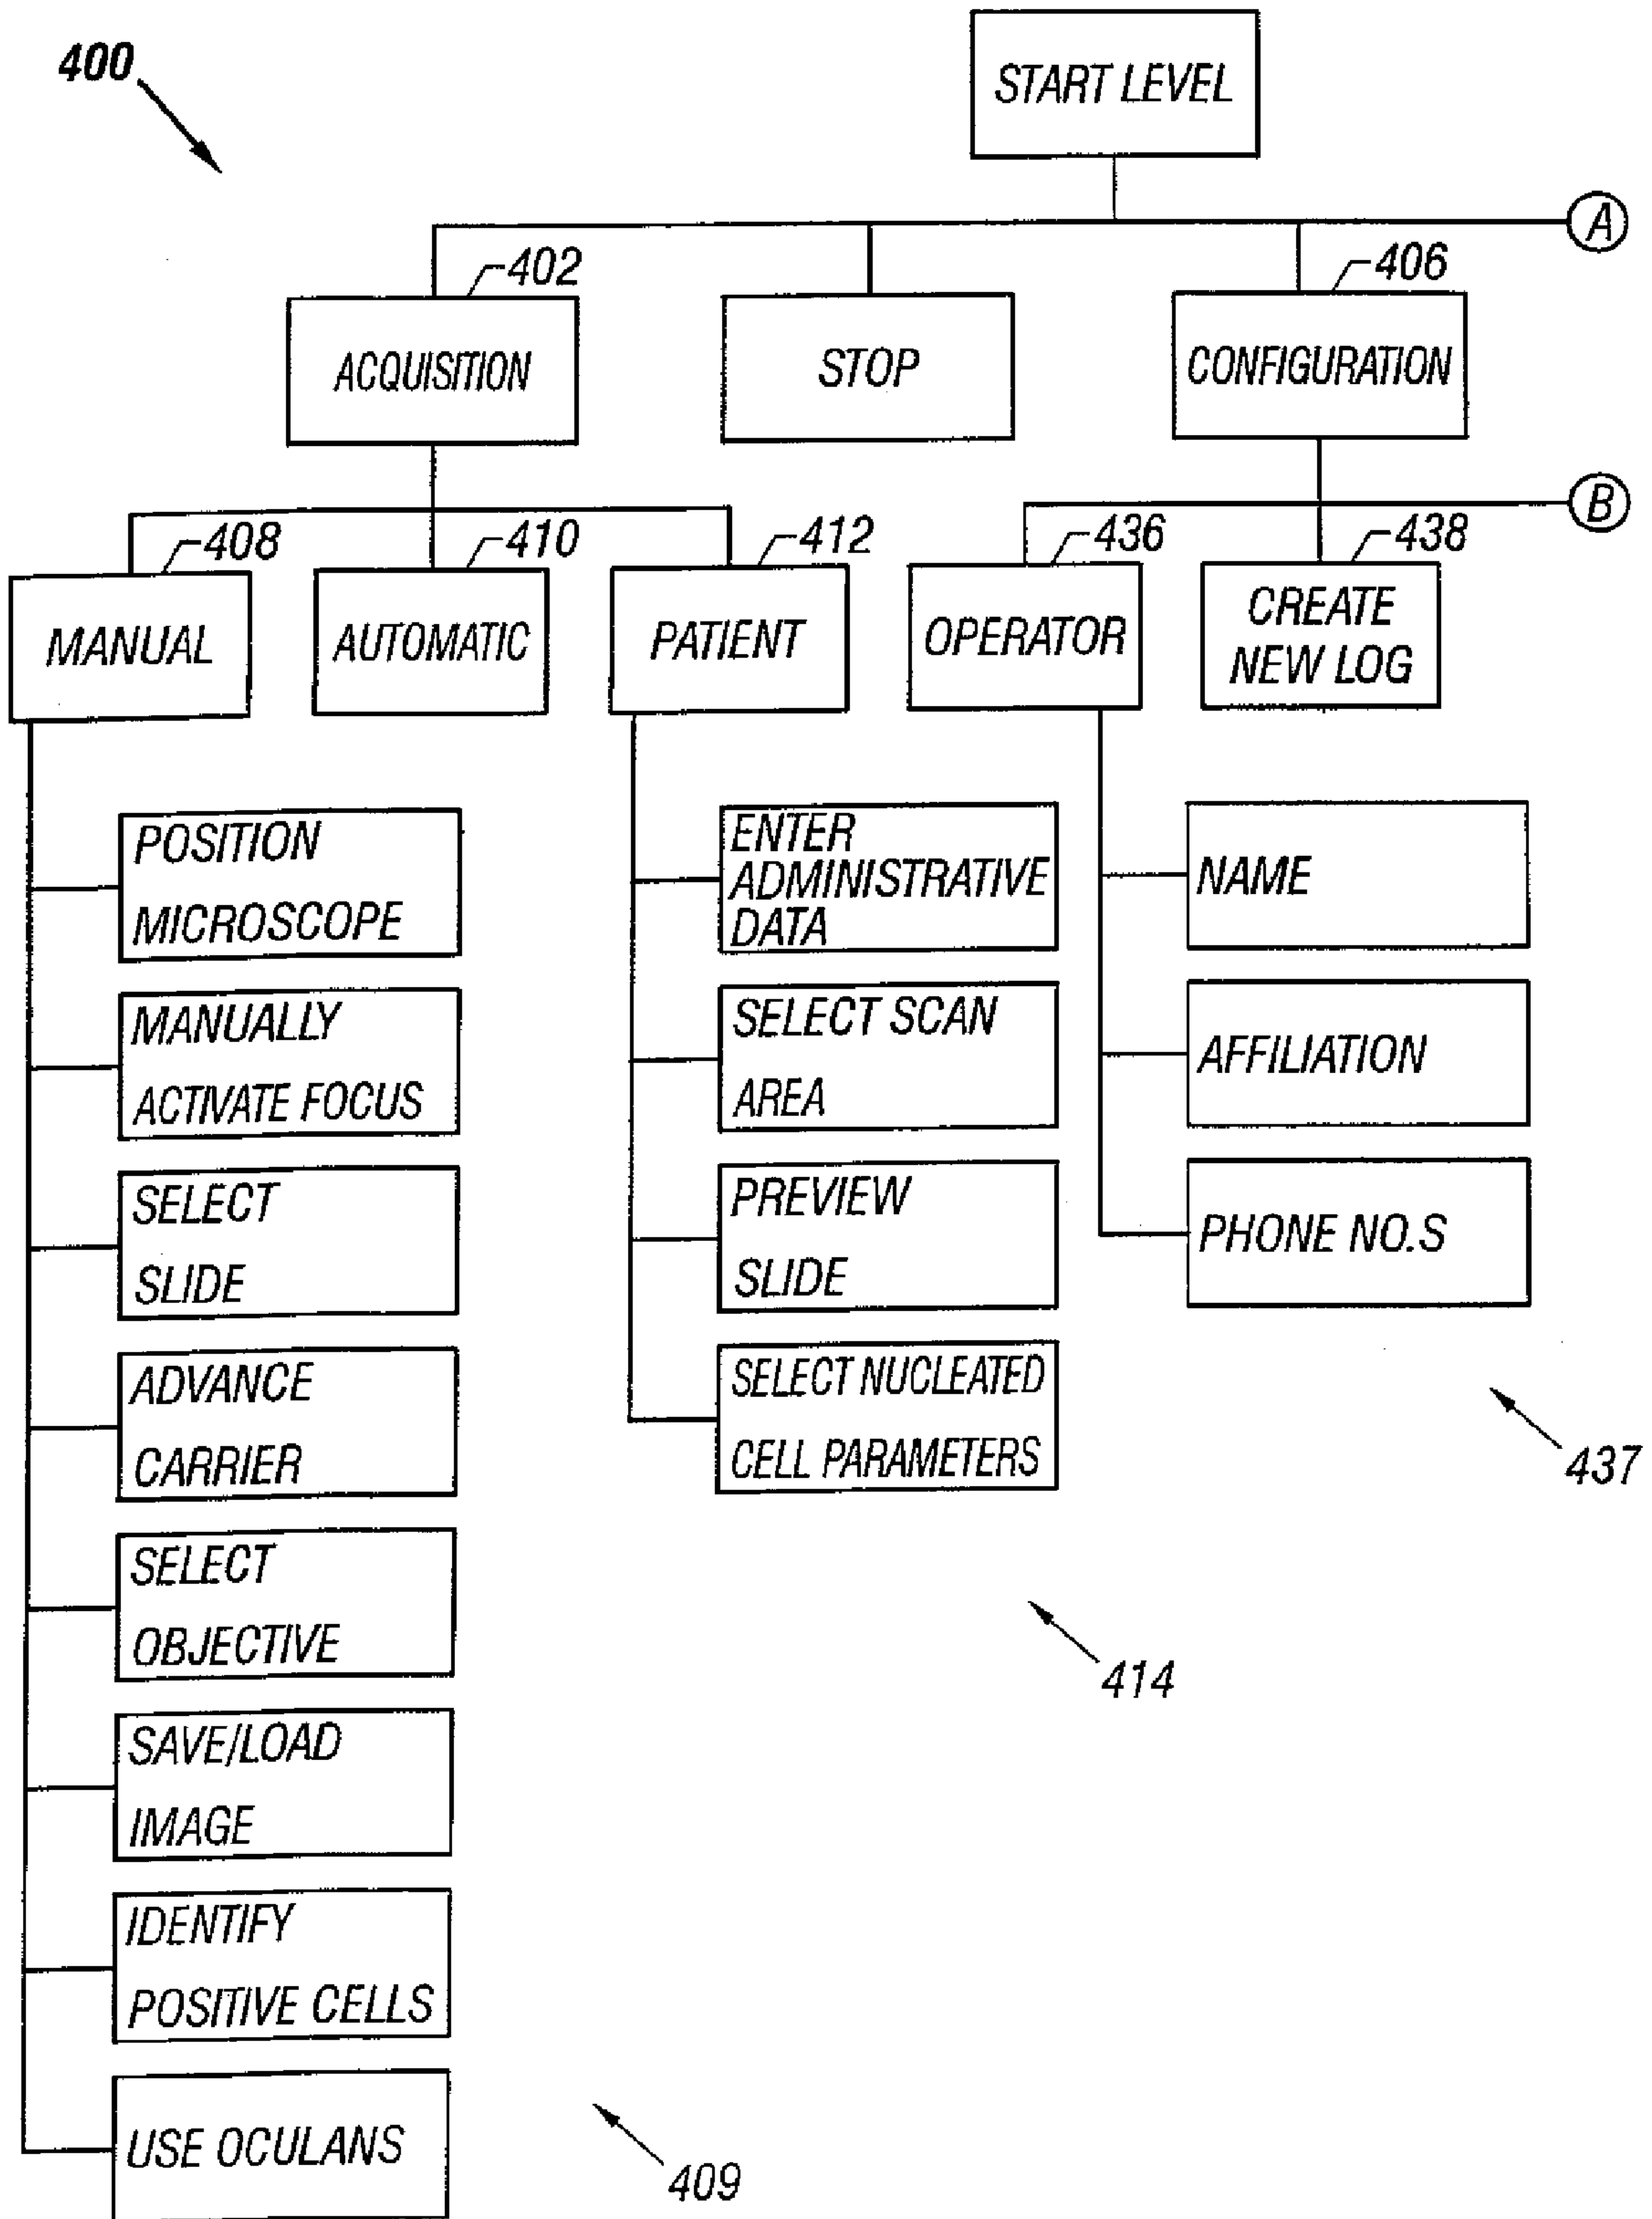 400
START LEVEL
A
402
406
ACQUISITION
STOP
CONFIGURATION
B
408
410
412
436
438
MANUAL
AUTOMATIC
PATIENT
OPERATOR
CREATE
NEW LOG
POSITION
MICROSCOPE
MANUALLY
ACTIVATE FOCUS
SELECT
SLIDE
ADVANCE
CARRIER
SELECT
OBJECTIVE
SAVE/LOAD
IMAGE
IDENTIFY
POSITIVE CELLS
USE OCULANS
409
ENTER
ADMINISTRATIVE
DATA
SELECT SCAN
AREA
PREVIEW
SLIDE
SELECT NUCLEATED
CELL PARAMETERS
414
NAME
AFFILIATION
PHONE NO.S
437